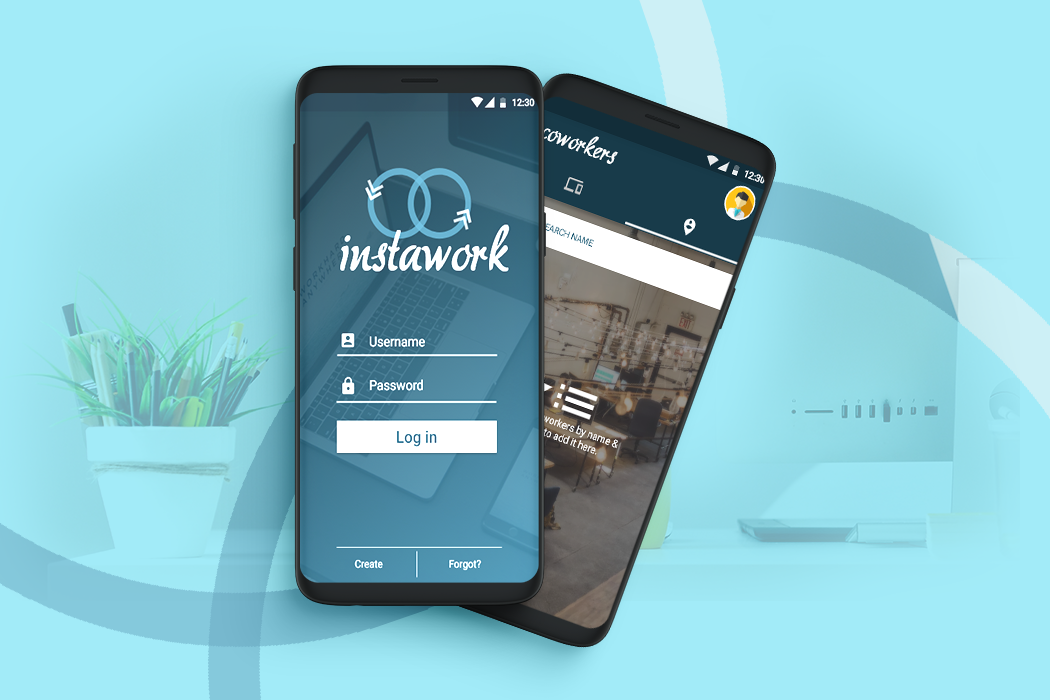 12:30
instawork
Username
Password
Log in
Create
Forgot?
coworkers
12:30
EARCH NAME
workers by name &
to add it here.